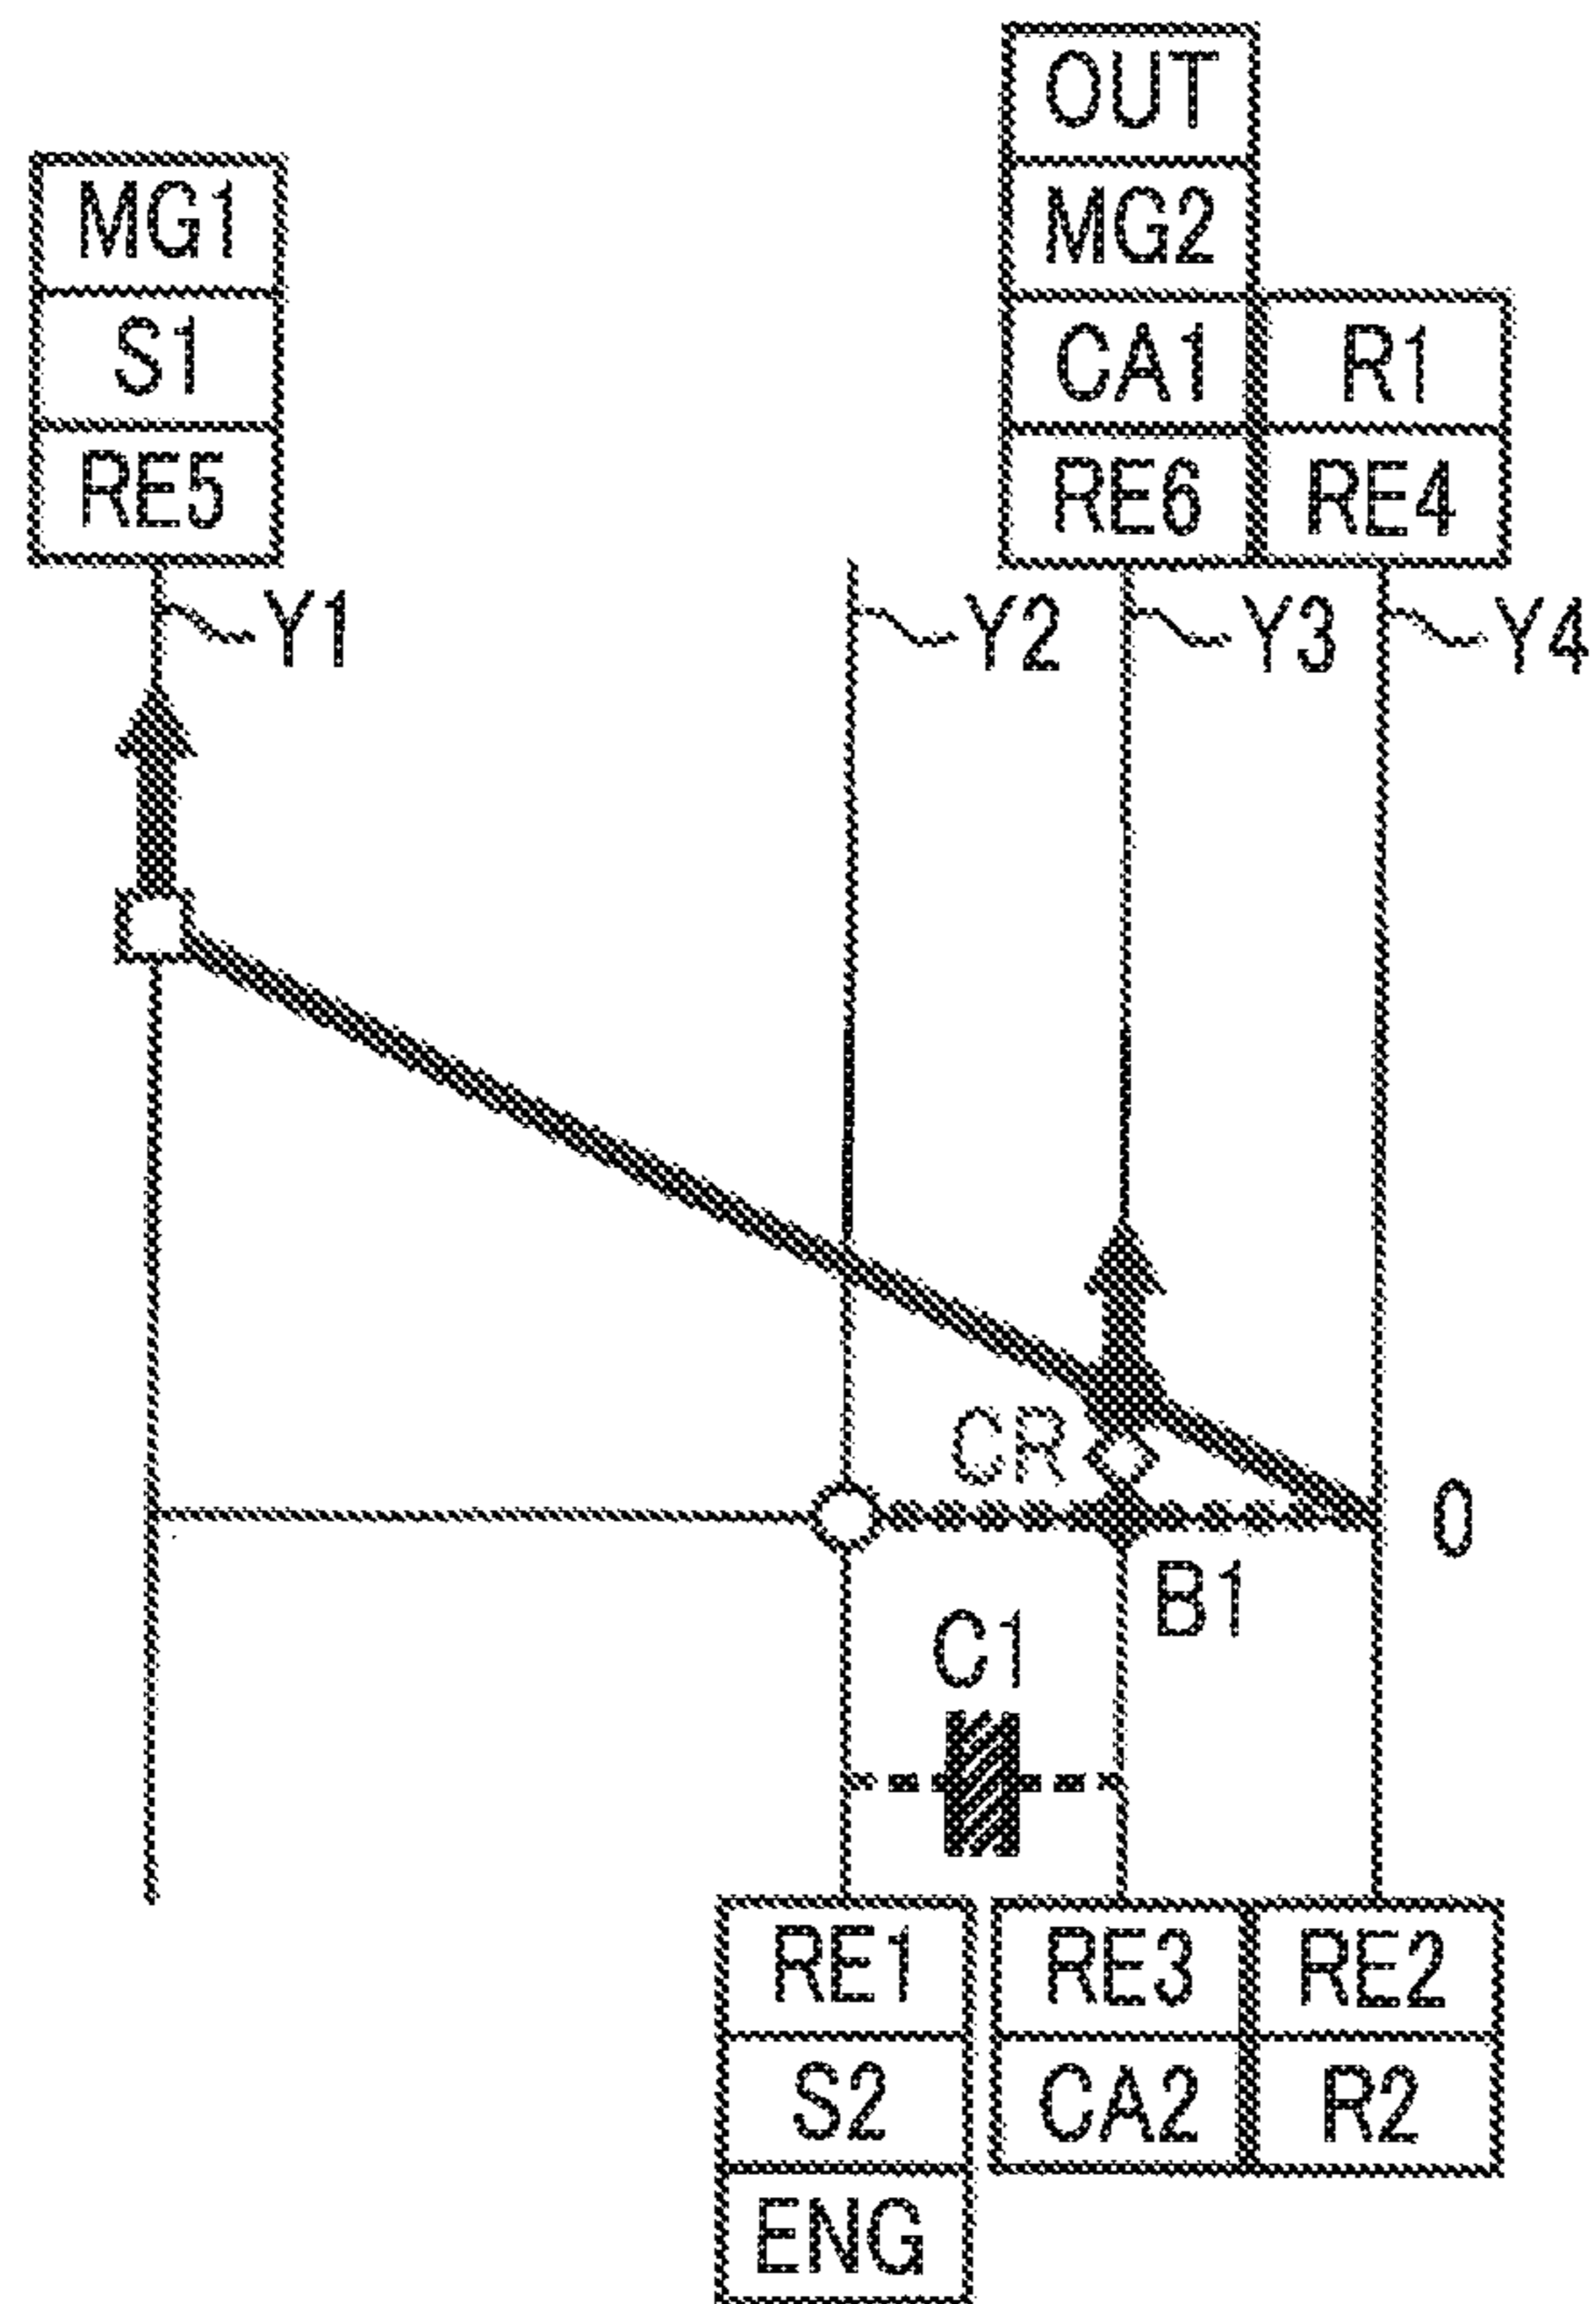 OUT
MG1
MG2
S1
CA1 R1
RE5
RE6 RE4
Y1 Y2 Y3 Y4
CR
0
B1
C1
RE1 RE3 RE2
S2 CA2 R2
ENG